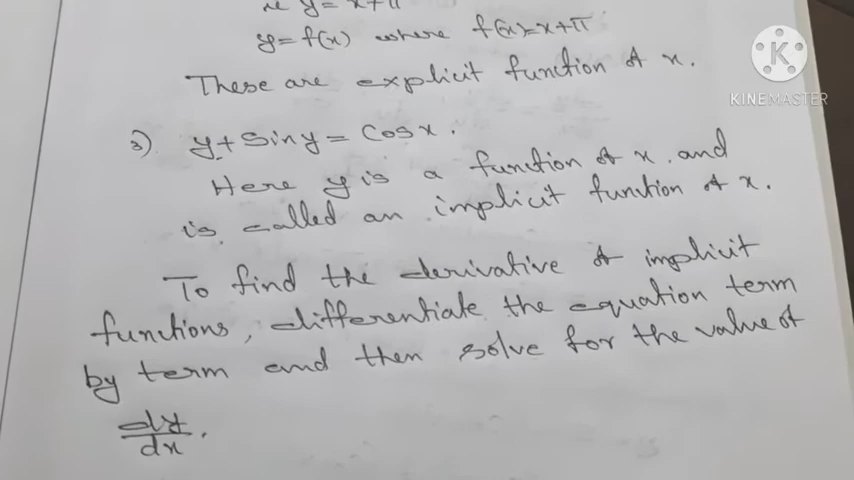 y = x + π
y = f(x) where f(x) = x + π
These are explicit function of x.
3) y + Sin y = Cos x.
Here y is a function of x. and
is called an implicit function of x.
To find the derivative of implicit
functions, differentiate the equation term
by term and then solve for the value of
dy/dx.
K
KINEMASTER